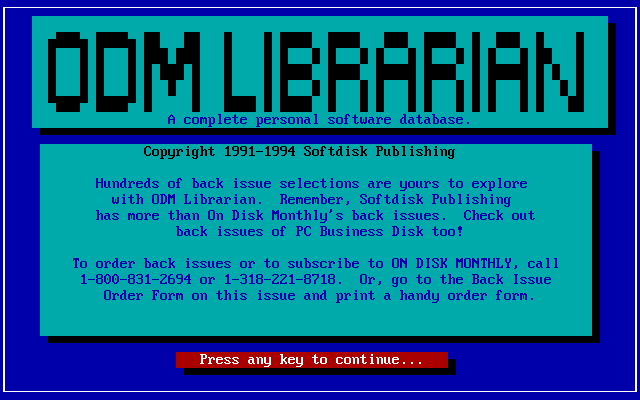 ODM LIBRARIAN
A complete personal software database.
Copyright 1991-1994 Softdisk Publishing
Hundreds of back issue selections are yours to explore
with ODM Librarian.  Remember, Softdisk Publishing
has more than On Disk Monthly's back issues.  Check out
back issues of PC Business Disk too!
To order back issues or to subscribe to ON DISK MONTHLY, call
1-800-831-2694 or 1-318-221-8718.  Or, go to the Back Issue
Order Form on this issue and print a handy order form.
Press any key to continue...